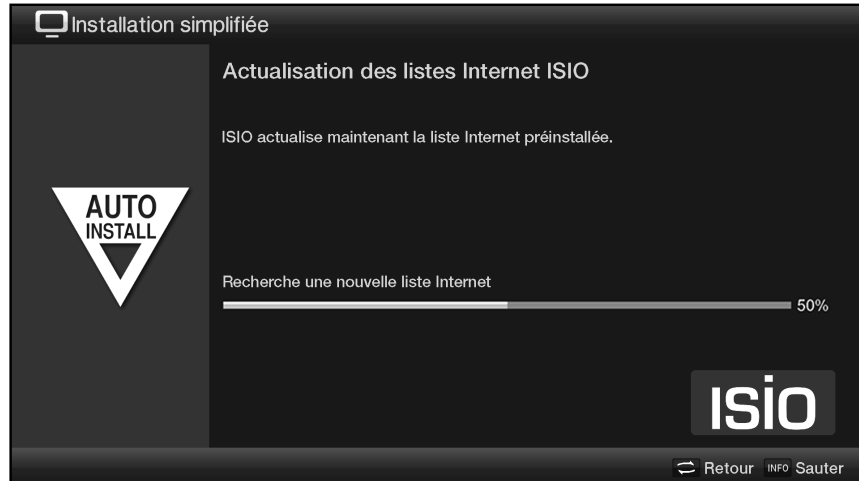 Installation simplifiée
Actualisation des listes Internet ISIO
ISIO actualise maintenant la liste Internet préinstallée.
AUTO
INSTALL
Recherche une nouvelle liste Internet
50%
ISIO
Retour INFO Sauter